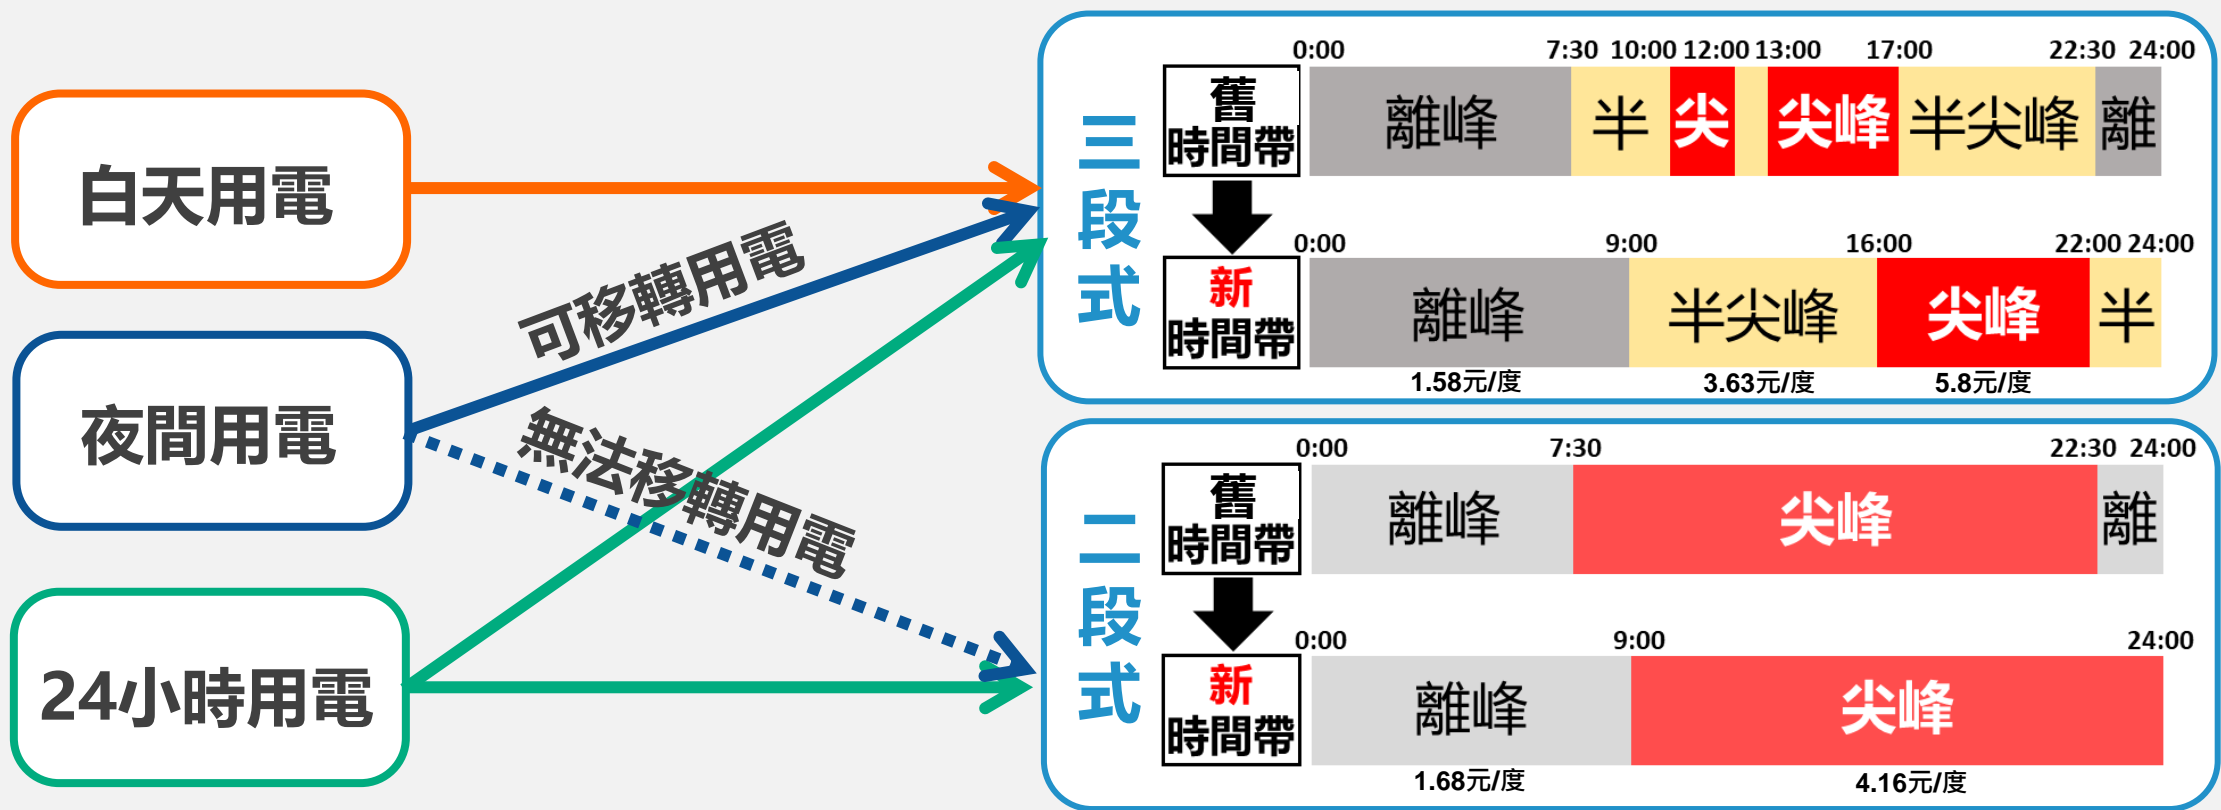 白天用電
夜間用電
24小時用電
可移轉用電
無法移轉用電
三段式
0:00 7:30 10:00 12:00 13:00 17:00 22:30 24:00
舊
時間帶
離峰 半 尖 尖峰 半尖峰 離
0:00 9:00 16:00 22:00 24:00
新
時間帶
離峰 半尖峰 尖峰 半
1.58元/度 3.63元/度 5.8元/度
二段式
0:00 7:30 22:30 24:00
舊
時間帶
離峰 尖峰 離
0:00 9:00 24:00
新
時間帶
離峰 尖峰
1.68元/度 4.16元/度